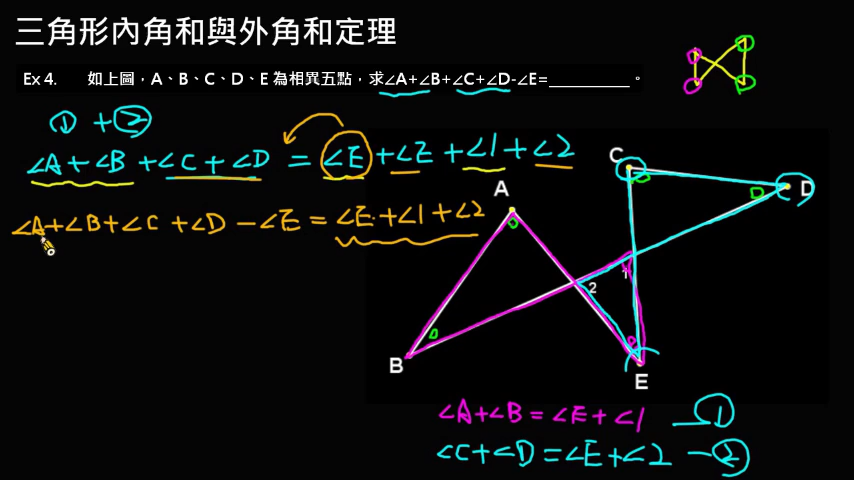 三角形內角和與外角和定理
Ex 4. 如上圖，A、B、C、D、E 為相異五點，求∠A+∠B+∠C+∠D-∠E=__________。
① + ②
∠A+∠B+∠C+∠D = ∠E+∠E+∠1+∠2
∠A+∠B+∠C+∠D-∠E=∠E+∠1+∠2
C
D
A
1
2
B
E
∠A+∠B=∠E+∠1 —①
∠C+∠D=∠E+∠2 —②